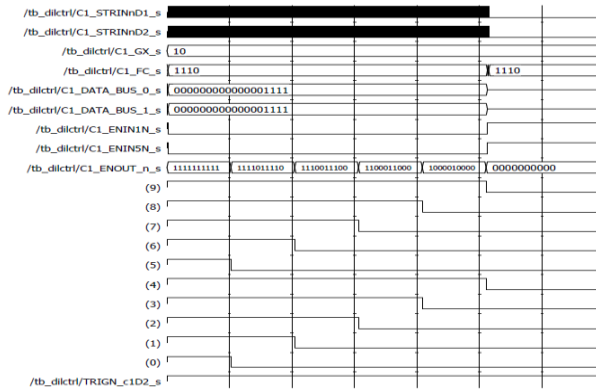 /tb_dilctrl/C1_STRINnD1_s
/tb_dilctrl/C1_STRINnD2_s
/tb_dilctrl/C1_GX_s 10
/tb_dilctrl/C1_FC_s 1110 1110
/tb_dilctrl/C1_DATA_BUS_0_s 0000000000001111
/tb_dilctrl/C1_DATA_BUS_1_s 0000000000001111
/tb_dilctrl/C1_ENIN1N_s
/tb_dilctrl/C1_ENIN5N_s
/tb_dilctrl/C1_ENOUT_n_s 1111111111 1111011110 1110011100 1100011000 1000010000 0000000000
(9)
(8)
(7)
(6)
(5)
(4)
(3)
(2)
(1)
(0)
/tb_dilctrl/TRIGN_c1D2_s